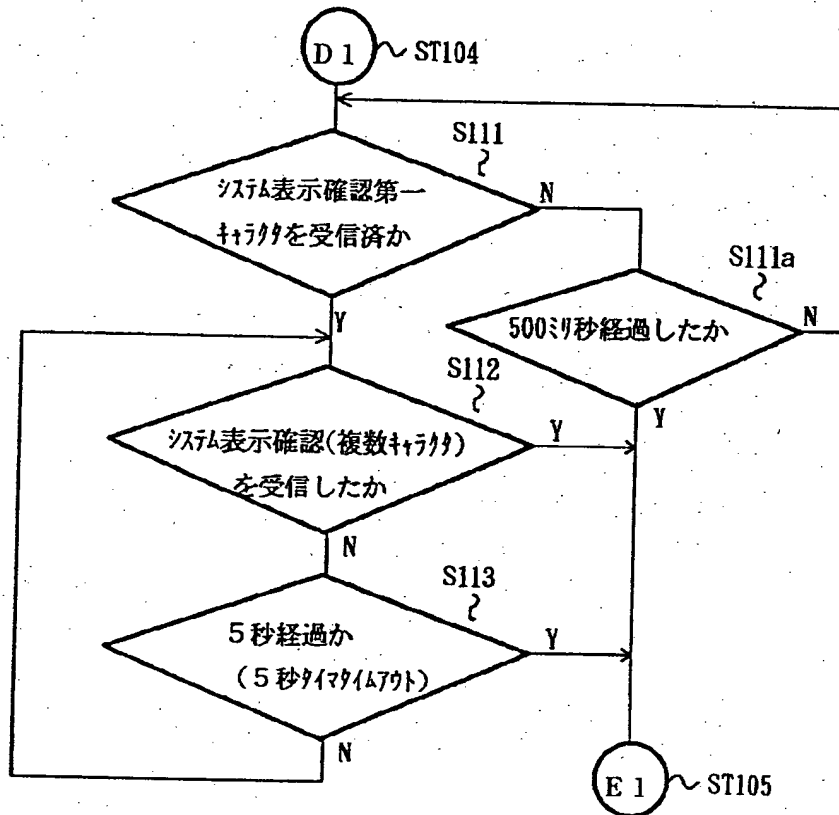 D1
ST104
S111
システム表示確認第一
キャラクタを受信済か
N
Y
S111a
500ミリ秒経過したか
N
Y
S112
システム表示確認(複数キャラクタ)
を受信したか
Y
N
S113
5秒経過か
(5秒タイマタイムアウト)
Y
N
E1
ST105